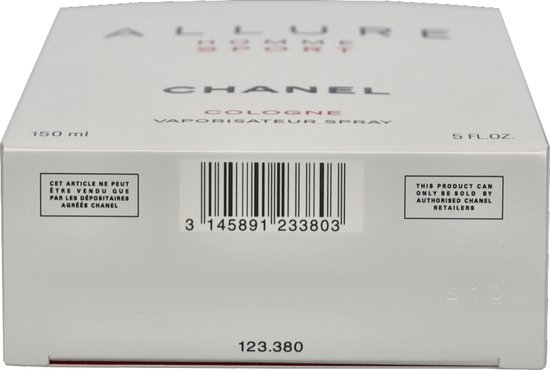 ALLURE
HOMME
SPORT
CHANEL
COLOGNE
VAPORISATEUR SPRAY
150 ml
5 FL.OZ.
CET ARTICLE NE PEUT
ÊTRE VENDU QUE
PAR LES DÉPOSITAIRES
AGRÉÉS CHANEL
3 145891 233803
THIS PRODUCT CAN
ONLY BE SOLD BY
AUTHORISED CHANEL
RETAILERS
123.380